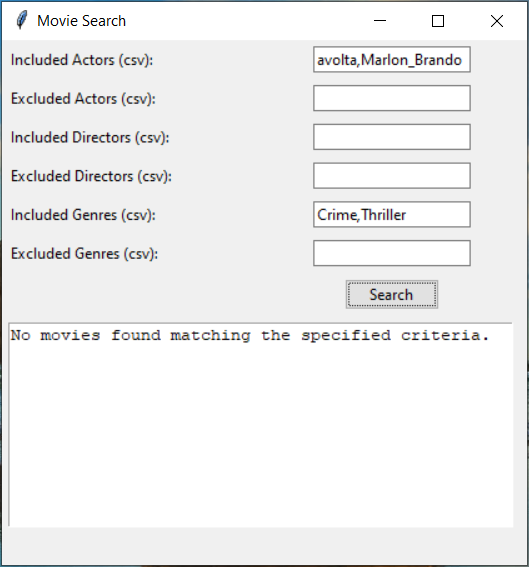 Movie Search
Included Actors (csv): avolta,Marlon_Brando
Excluded Actors (csv):
Included Directors (csv):
Excluded Directors (csv):
Included Genres (csv): Crime,Thriller
Excluded Genres (csv):
Search
No movies found matching the specified criteria.